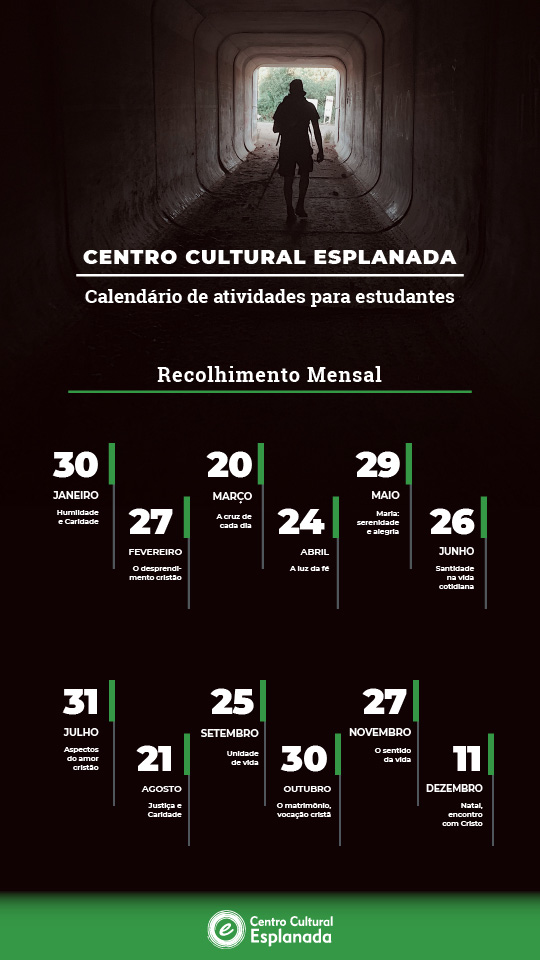 CENTRO CULTURAL ESPLANADA
Calendário de atividades para estudantes
Recolhimento Mensal
30
JANEIRO
Humildade
e Caridade
27
FEVEREIRO
O desprendi-
mento cristão
20
MARÇO
A cruz de
cada dia
24
ABRIL
A luz da fé
29
MAIO
Maria:
serenidade
e alegria
26
JUNHO
Santidade
na vida
cotidiana
31
JULHO
Aspectos
do amor
cristão
21
AGOSTO
Justiça e
Caridade
25
SETEMBRO
Unidade
de vida
30
OUTUBRO
O matrimônio,
vocação cristã
27
NOVEMBRO
O sentido
da vida
11
DEZEMBRO
Natal,
encontro
com Cristo
e
Centro Cultural
Esplanada